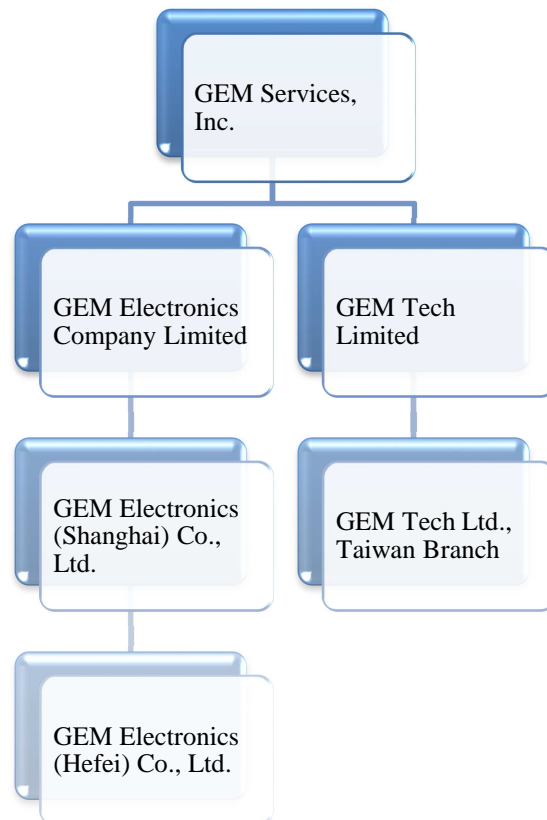 GEM Services,
Inc.
GEM Electronics
Company Limited
GEM Tech
Limited
GEM Electronics
(Shanghai) Co.,
Ltd.
GEM Tech Ltd.,
Taiwan Branch
GEM Electronics
(Hefei) Co., Ltd.